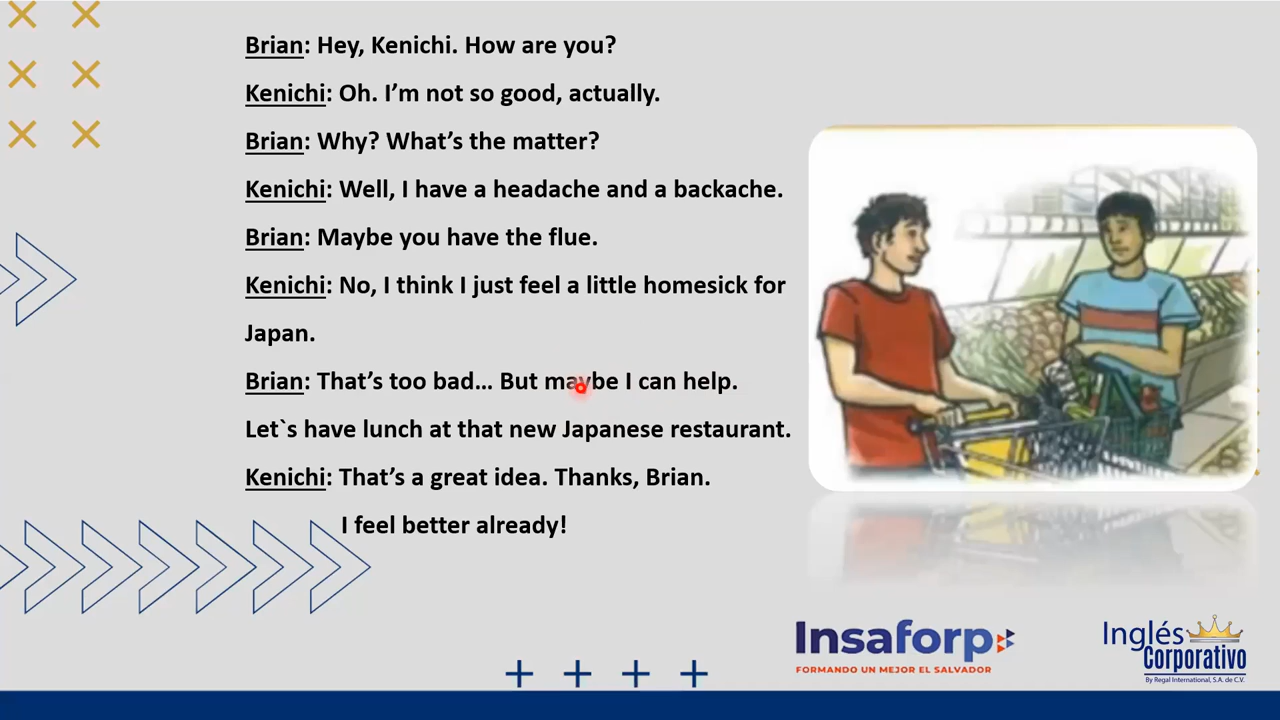 Brian: Hey, Kenichi. How are you?
Kenichi: Oh. I’m not so good, actually.
Brian: Why? What’s the matter?
Kenichi: Well, I have a headache and a backache.
Brian: Maybe you have the flue.
Kenichi: No, I think I just feel a little homesick for
Japan.
Brian: That’s too bad… But maybe I can help.
Let`s have lunch at that new Japanese restaurant.
Kenichi: That’s a great idea. Thanks, Brian.
I feel better already!
Insaforp
FORMANDO UN MEJOR EL SALVADOR
Inglés
Corporativo
By Regal International, S.A. de C.V.